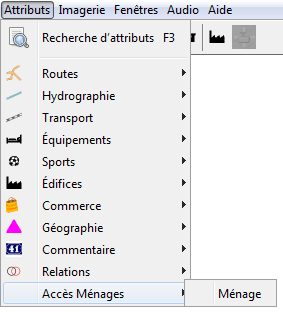 Attributs Imagerie Fenêtres Audio Aide
Recherche d'attributs F3
Routes
Hydrographie
Transport
Équipements
Sports
Édifices
Commerce
Géographie
41 Commentaire
Relations
Accès Ménages
Ménage